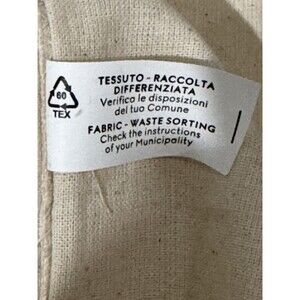 60
TEX
TESSUTO - RACCOLTA
DIFFERENZIATA
Verifica le disposizioni
del tuo Comune
FABRIC - WASTE SORTING
Check the instructions
of your Municipality